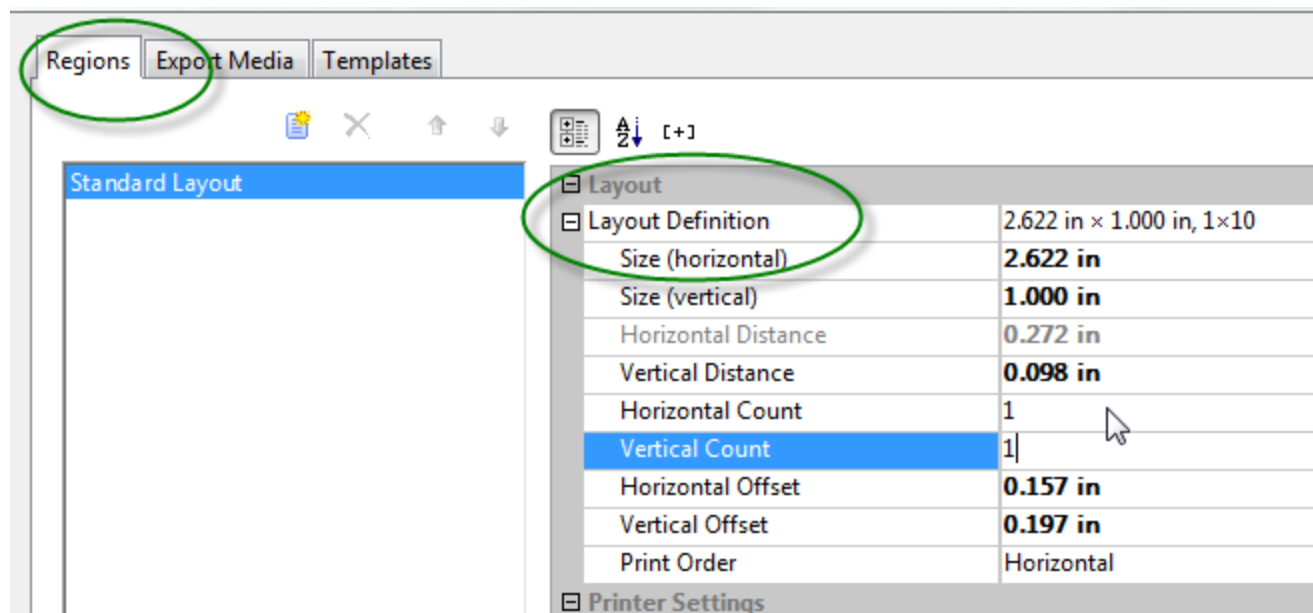 Regions Export Media Templates
A Z [+]
Standard Layout
Layout
Layout Definition 2.622 in × 1.000 in, 1×10
Size (horizontal) 2.622 in
Size (vertical) 1.000 in
Horizontal Distance 0.272 in
Vertical Distance 0.098 in
Horizontal Count 1
Vertical Count 1
Horizontal Offset 0.157 in
Vertical Offset 0.197 in
Print Order Horizontal
Printer Settings